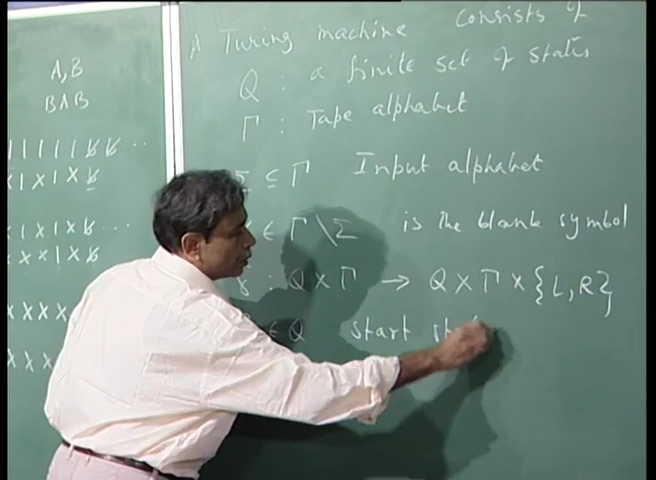 A, B
BAB
| | | | | ƀ ƀ ...
x | x | x ƀ
x | x | x ƀ ...
x x x | x ƀ
x x x x
x x x x
A Turing machine consists of
Q : a finite set of states
Γ : Tape alphabet
Σ ⊆ Γ Input alphabet
∈ Γ \ Σ is the blank symbol
: Q × Γ → Q × Γ × {L, R}
∈ Q start